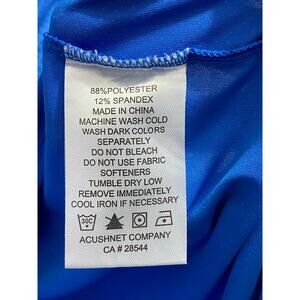 88%POLYESTER
12% SPANDEX
MADE IN CHINA
MACHINE WASH COLD
WASH DARK COLORS
SEPARATELY
DO NOT BLEACH
DO NOT USE FABRIC
SOFTENERS
TUMBLE DRY LOW
REMOVE IMMEDIATELY
COOL IRON IF NECESSARY
30C
ACUSHNET COMPANY
CA # 28544